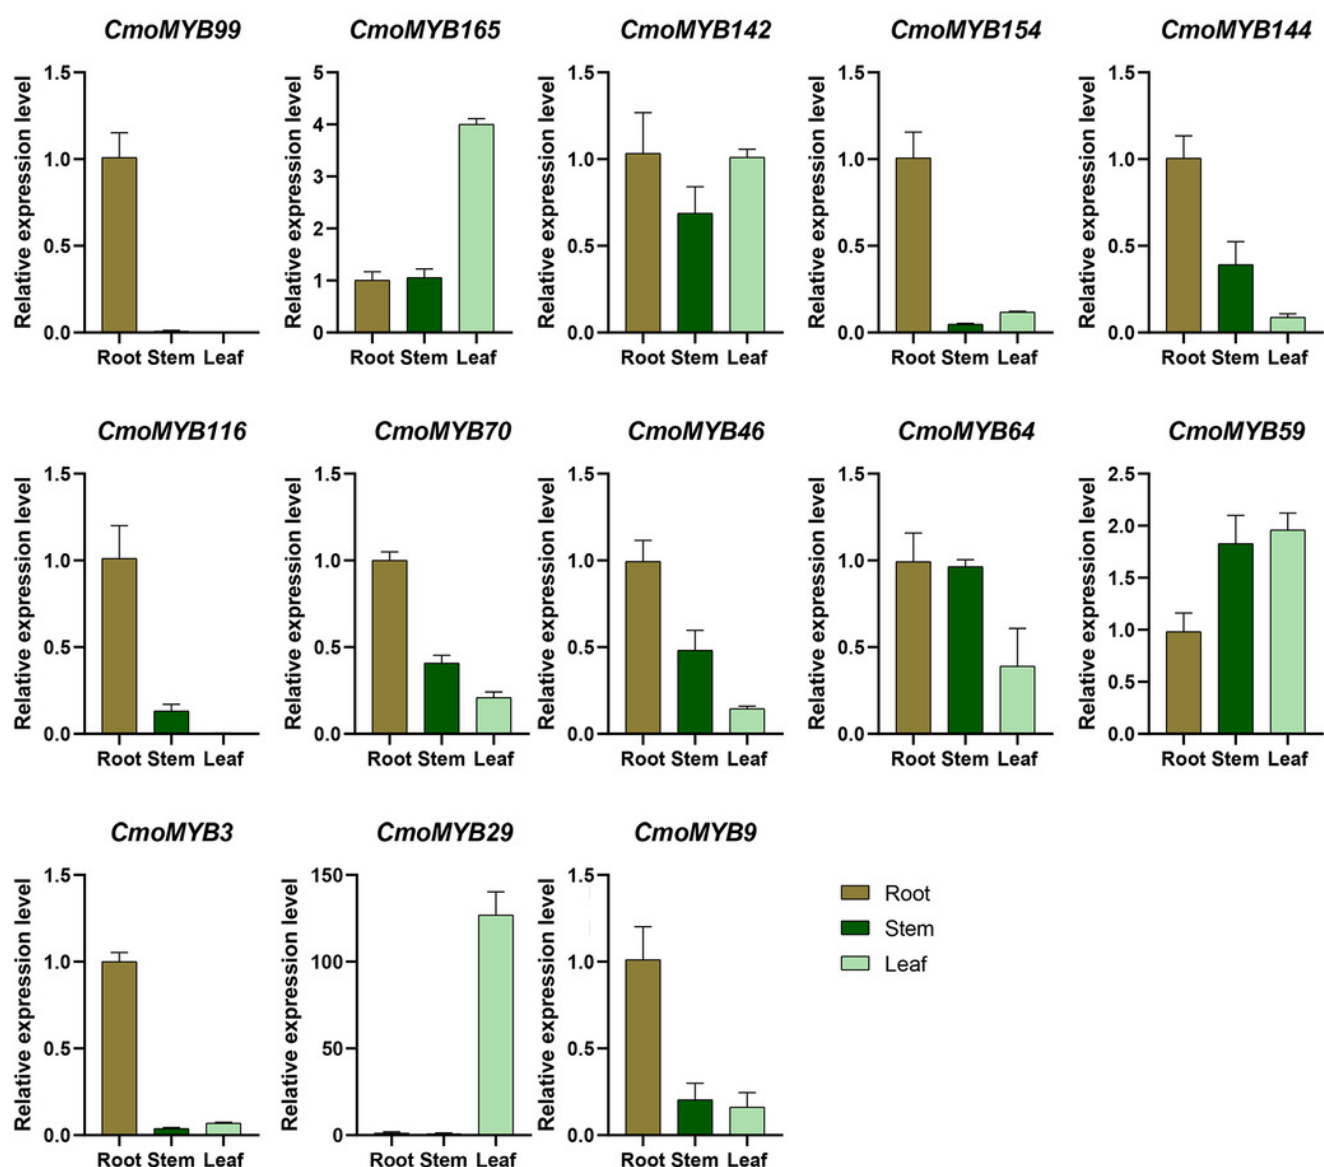 CmoMYB99 CmoMYB165 CmoMYB142 CmoMYB154 CmoMYB144
Relative expression level
1.5
1.0
0.5
0.0
Root Stem Leaf
Relative expression level
5
4
3
2
1
0
Root Stem Leaf
Relative expression level
1.5
1.0
0.5
0.0
Root Stem Leaf
Relative expression level
1.5
1.0
0.5
0.0
Root Stem Leaf
Relative expression level
1.5
1.0
0.5
0.0
Root Stem Leaf
CmoMYB116 CmoMYB70 CmoMYB46 CmoMYB64 CmoMYB59
Relative expression level
1.5
1.0
0.5
0.0
Root Stem Leaf
Relative expression level
1.5
1.0
0.5
0.0
Root Stem Leaf
Relative expression level
1.5
1.0
0.5
0.0
Root Stem Leaf
Relative expression level
1.5
1.0
0.5
0.0
Root Stem Leaf
Relative expression level
2.5
2.0
1.5
1.0
0.5
0.0
Root Stem Leaf
CmoMYB3 CmoMYB29 CmoMYB9
Relative expression level
1.5
1.0
0.5
0.0
Root Stem Leaf
Relative expression level
150
100
50
0
Root Stem Leaf
Relative expression level
1.5
1.0
0.5
0.0
Root Stem Leaf
Root
Stem
Leaf